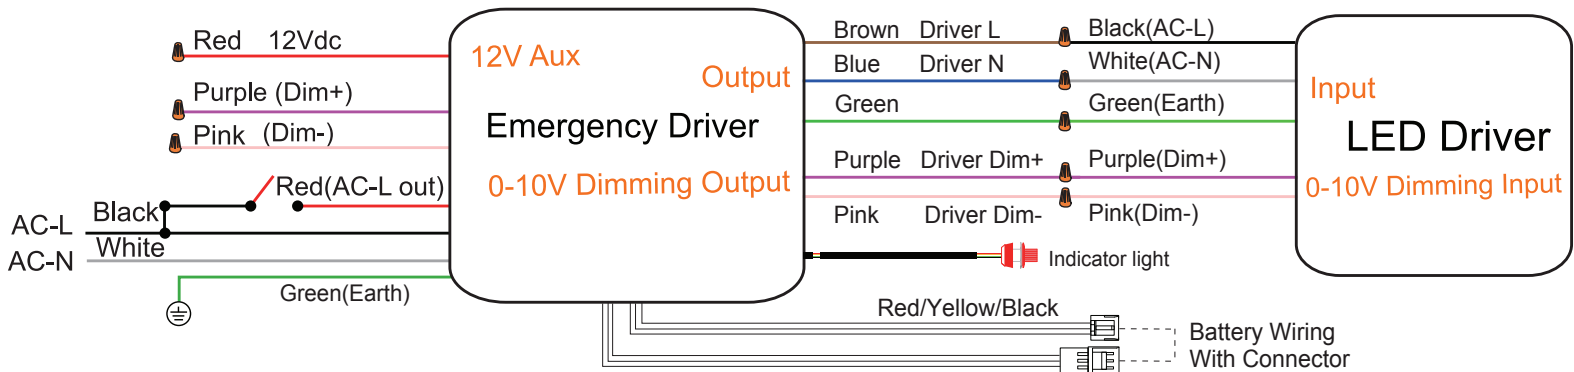 Red 12Vdc
Purple (Dim+)
Pink (Dim-)
Red(AC-L out)
AC-L Black
AC-N White
Green(Earth)
12V Aux
Output
Emergency Driver
0-10V Dimming Output
Brown Driver L Black(AC-L)
Blue Driver N White(AC-N)
Green Green(Earth)
Purple Driver Dim+ Purple(Dim+)
Pink Driver Dim- Pink(Dim-)
Indicator light
Red/Yellow/Black
Battery Wiring
With Connector
Input
LED Driver
0-10V Dimming Input